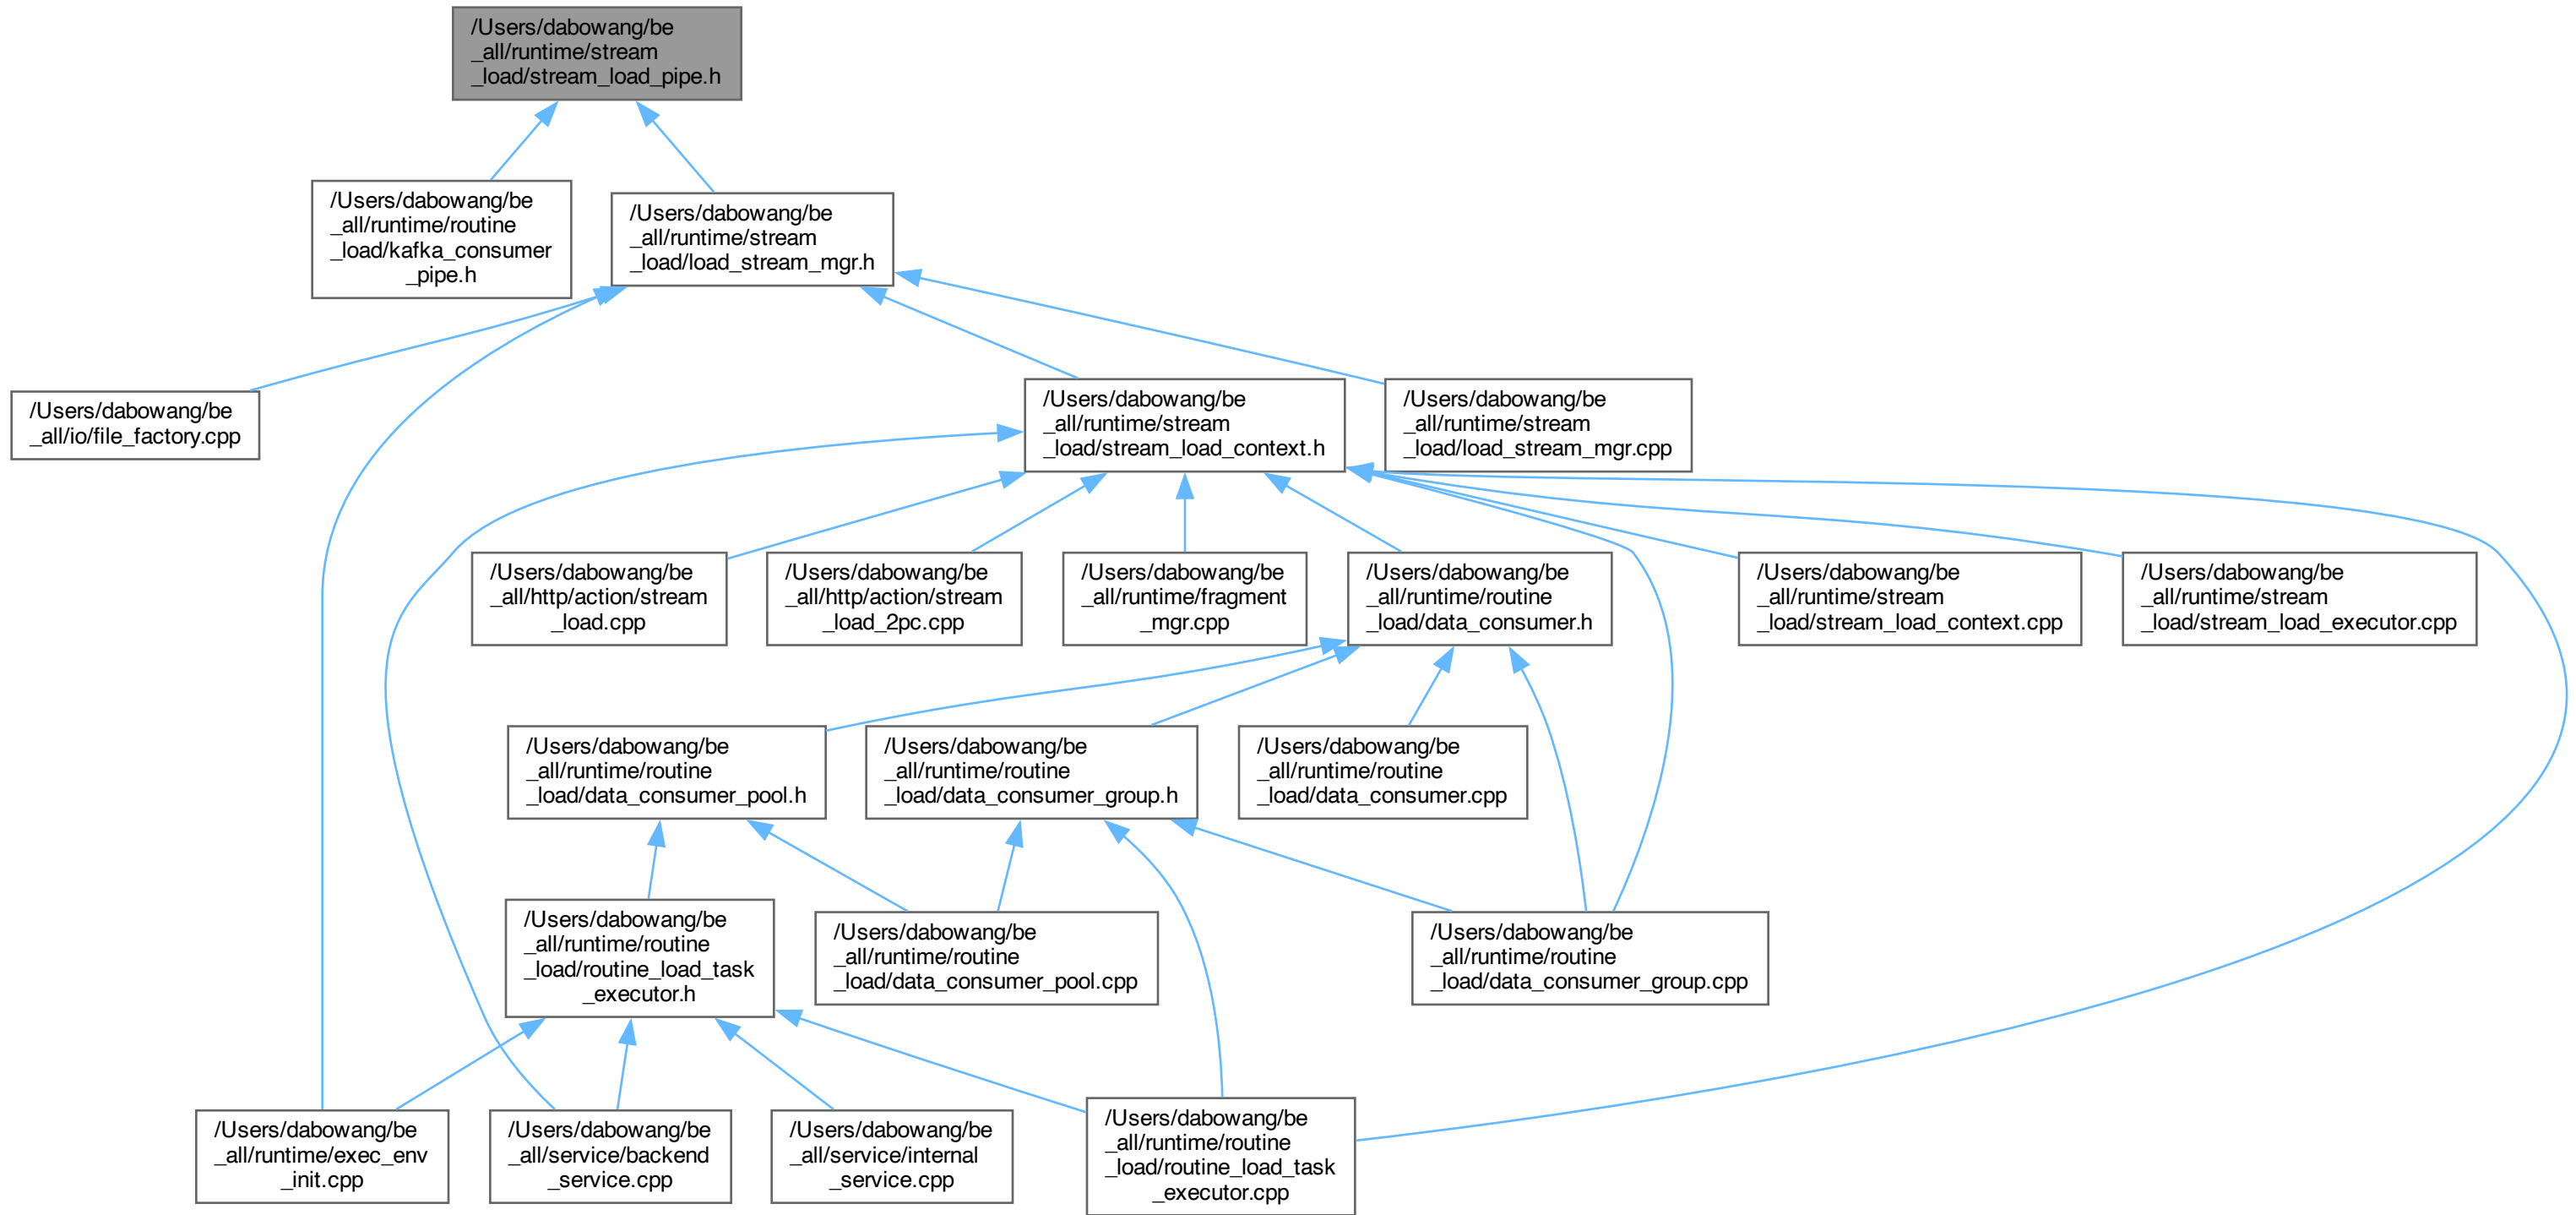 /Users/dabowang/be
_all/runtime/stream
_load/stream_load_pipe.h
/Users/dabowang/be
_all/runtime/routine
_load/kafka_consumer
_pipe.h
/Users/dabowang/be
_all/runtime/stream
_load/load_stream_mgr.h
/Users/dabowang/be
_all/io/file_factory.cpp
/Users/dabowang/be
_all/runtime/stream
_load/stream_load_context.h
/Users/dabowang/be
_all/runtime/stream
_load/load_stream_mgr.cpp
/Users/dabowang/be
_all/http/action/stream
_load.cpp
/Users/dabowang/be
_all/http/action/stream
_load_2pc.cpp
/Users/dabowang/be
_all/runtime/fragment
_mgr.cpp
/Users/dabowang/be
_all/runtime/routine
_load/data_consumer.h
/Users/dabowang/be
_all/runtime/stream
_load/stream_load_context.cpp
/Users/dabowang/be
_all/runtime/stream
_load/stream_load_executor.cpp
/Users/dabowang/be
_all/runtime/routine
_load/data_consumer_pool.h
/Users/dabowang/be
_all/runtime/routine
_load/data_consumer_group.h
/Users/dabowang/be
_all/runtime/routine
_load/data_consumer.cpp
/Users/dabowang/be
_all/runtime/routine
_load/routine_load_task
_executor.h
/Users/dabowang/be
_all/runtime/routine
_load/data_consumer_pool.cpp
/Users/dabowang/be
_all/runtime/routine
_load/data_consumer_group.cpp
/Users/dabowang/be
_all/runtime/exec_env
_init.cpp
/Users/dabowang/be
_all/service/backend
_service.cpp
/Users/dabowang/be
_all/service/internal
_service.cpp
/Users/dabowang/be
_all/runtime/routine
_load/routine_load_task
_executor.cpp